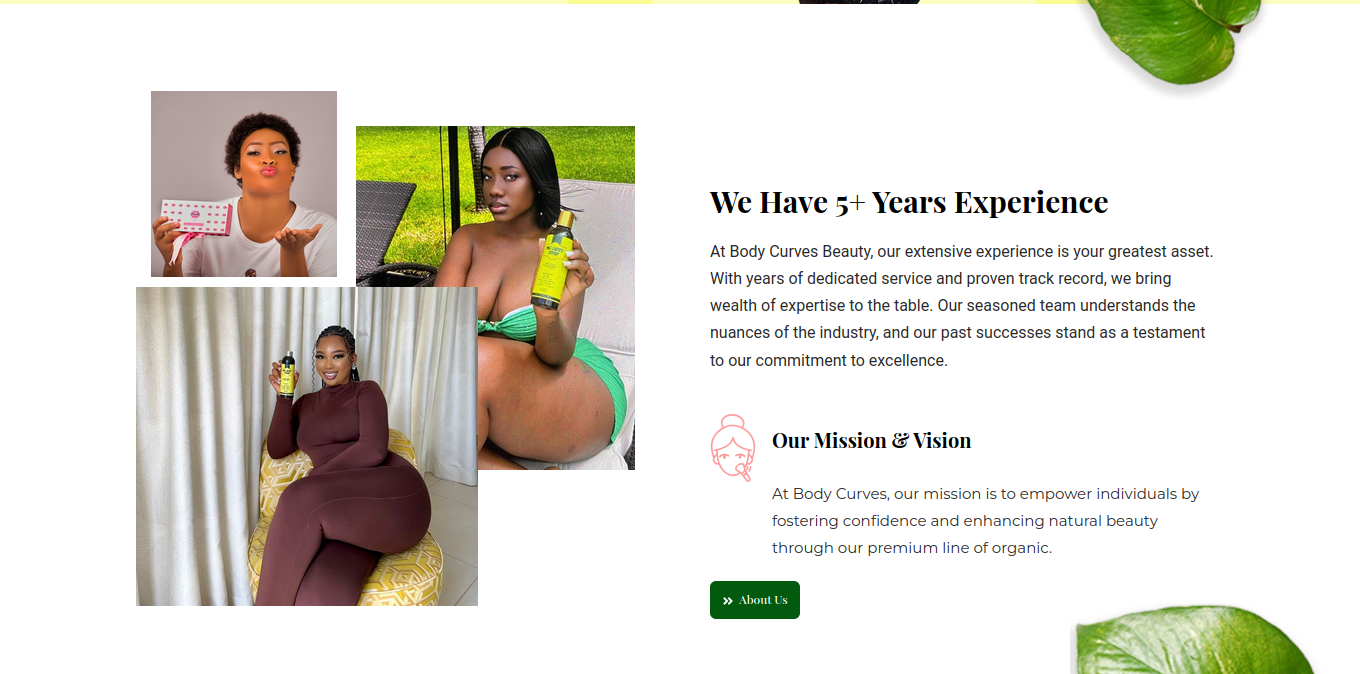 We Have 5+ Years Experience
At Body Curves Beauty, our extensive experience is your greatest asset.
With years of dedicated service and proven track record, we bring
wealth of expertise to the table. Our seasoned team understands the
nuances of the industry, and our past successes stand as a testament
to our commitment to excellence.
Our Mission & Vision
At Body Curves, our mission is to empower individuals by
fostering confidence and enhancing natural beauty
through our premium line of organic.
About Us